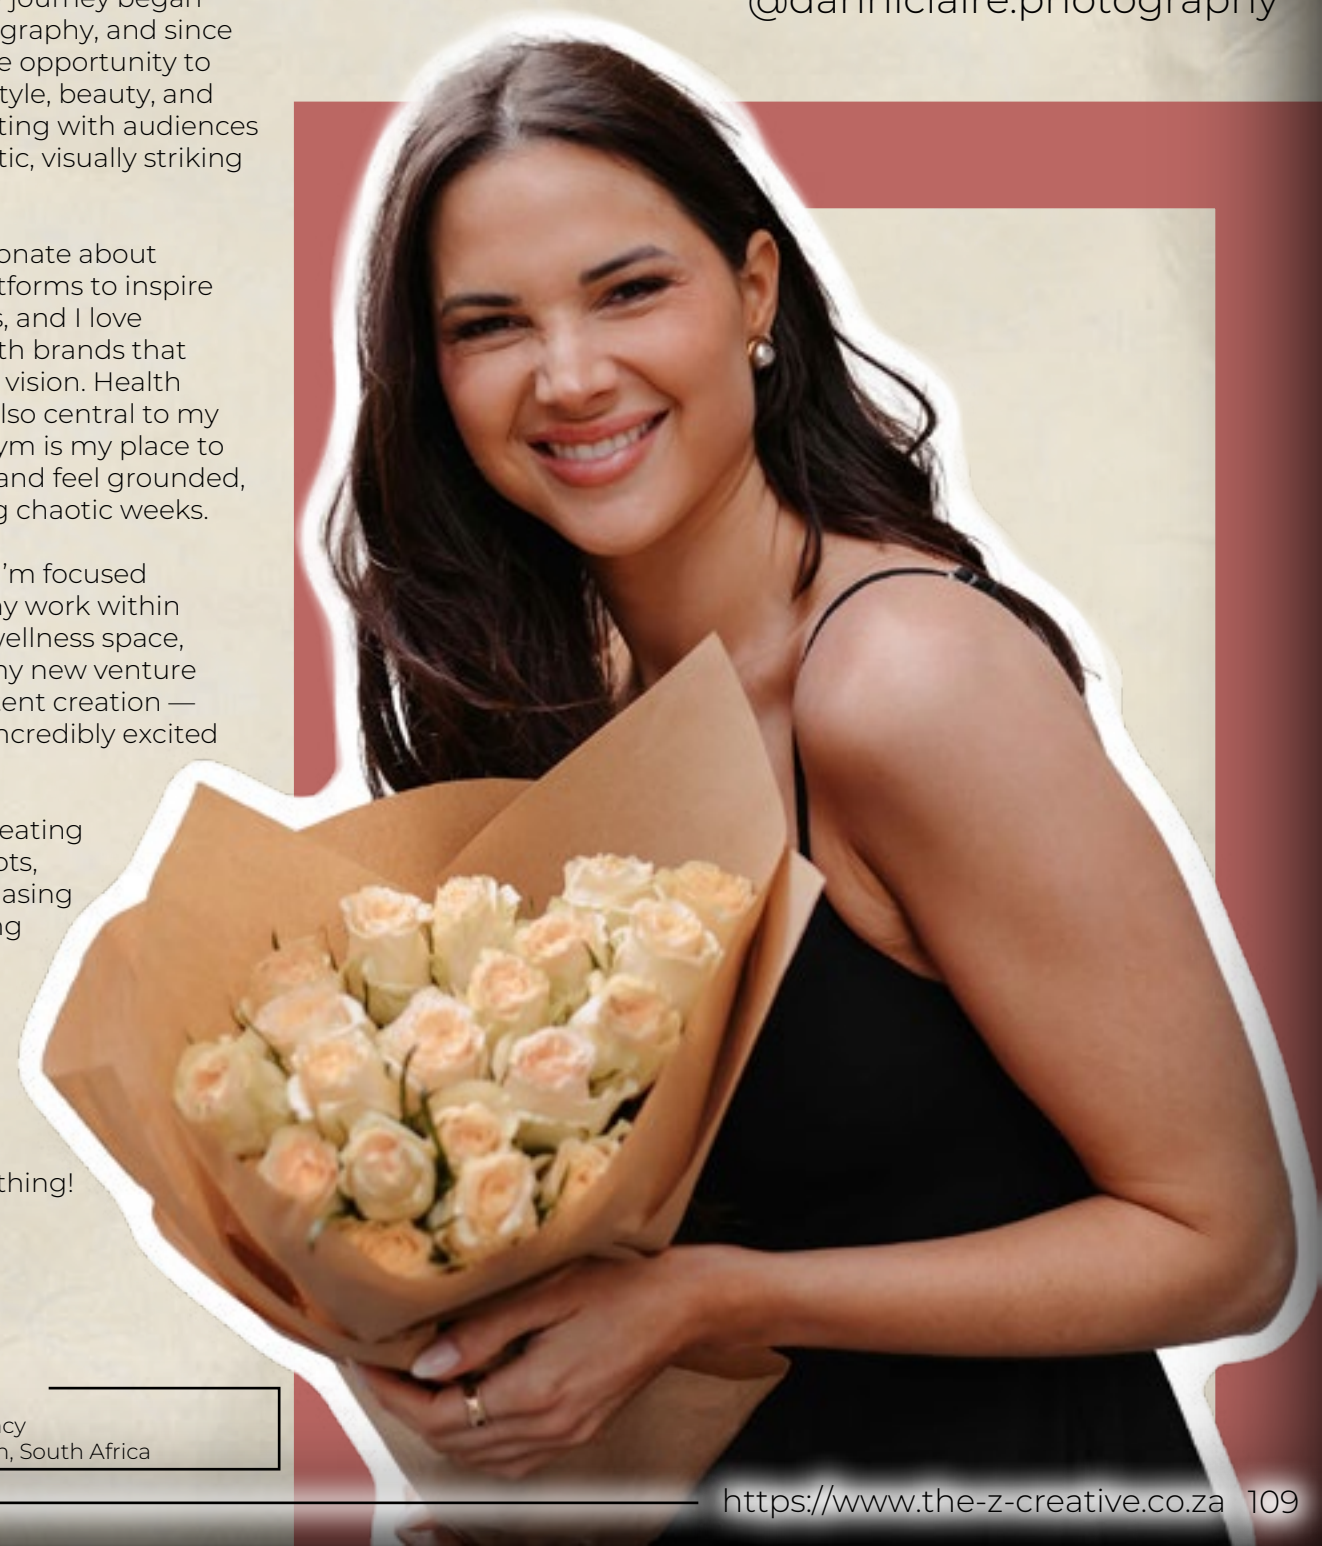 journey began
@danniclaire.photography
graphy, and since
e opportunity to
tyle, beauty, and
ting with audiences
tic, visually striking
onate about
tforms to inspire
s, and I love
th brands that
vision. Health
lso central to my
ym is my place to
and feel grounded,
g chaotic weeks.
'm focused
y work within
wellness space,
y new venture
tent creation —
ncredibly excited
eating
ots,
asing
ng
thing!
cy
n, South Africa
https://www.the-z-creative.co.za 109